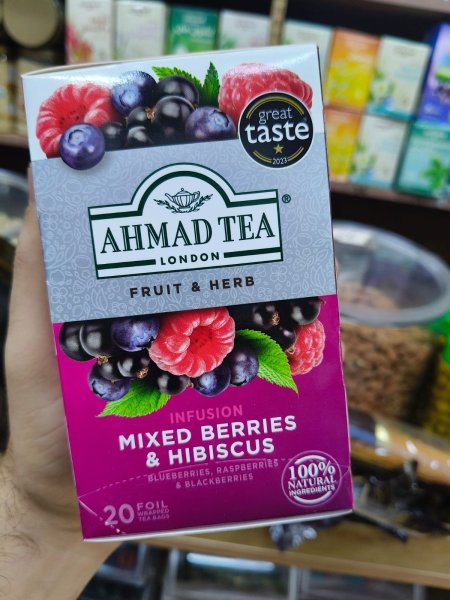 great
taste
2023
AHMAD TEA®
LONDON
FRUIT & HERB
INFUSION
MIXED BERRIES
& HIBISCUS
BLUEBERRIES, RASPBERRIES
& BLACKBERRIES
100%
NATURAL
INGREDIENTS
20 FOIL
WRAPPED
TEA BAGS